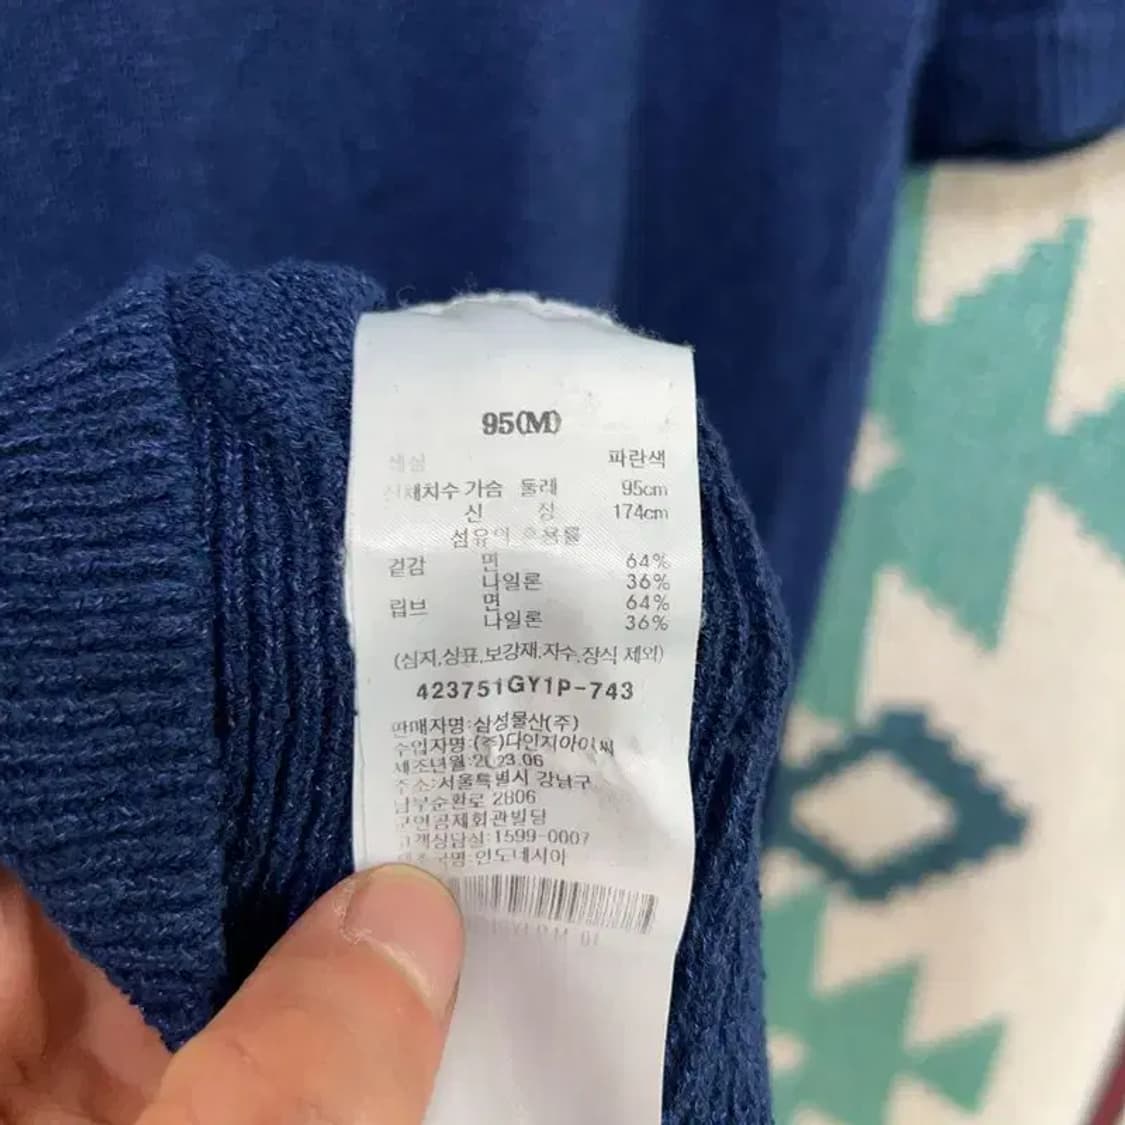 95(M)
색상 파란색
신체치수 가슴 둘레 95cm
신 장 174cm
섬유의 혼용률
겉감 면 64%
나일론 36%
립브 면 64%
나일론 36%
(심지,상표,보강재,자수,장식 제외)
423751GY1P-743
판매자명:삼성물산(주)
수입자명:(주)다인지아이씨
제조년월:2023.06
주소:서울특별시 강남구
남부순환로 2806
군인공제회관빌딩
고객상담실:1599-0007
제조국명:인도네시아